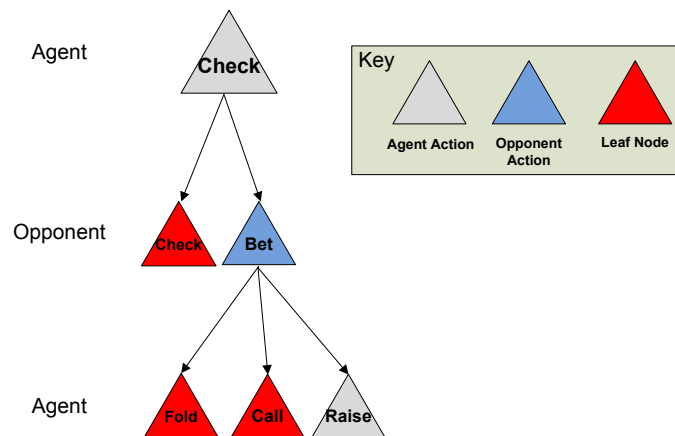 Agent
Check
Key
Agent Action
Opponent
Action
Leaf Node
Opponent
Check
Bet
Agent
Fold
Call
Raise